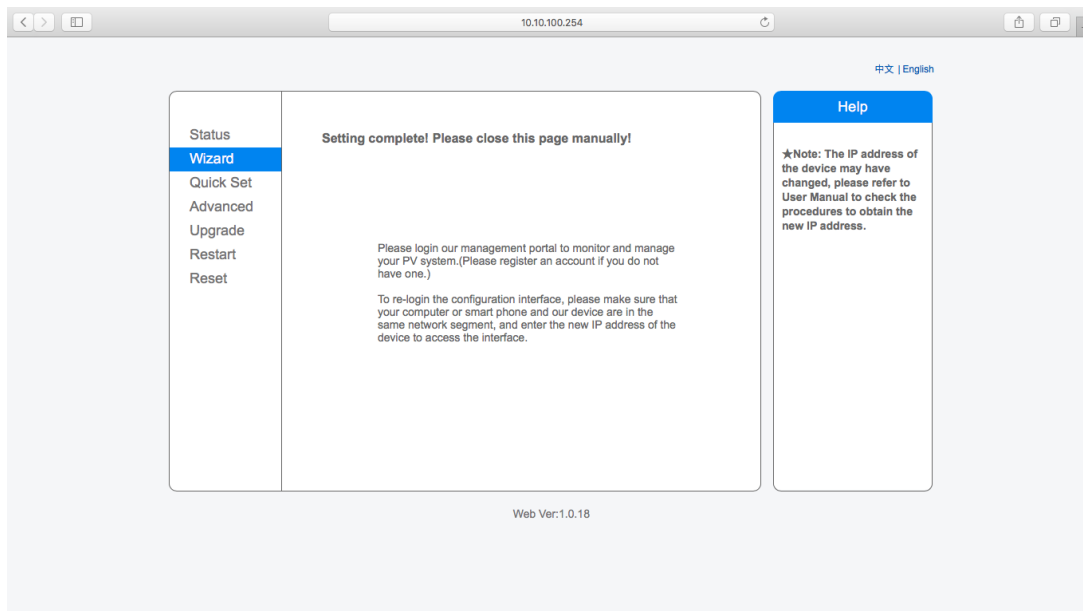 10.10.100.254
中文 | English
Status
Wizard
Quick Set
Advanced
Upgrade
Restart
Reset
Setting complete! Please close this page manually!
Please login our management portal to monitor and manage
your PV system.(Please register an account if you do not
have one.)
To re-login the configuration interface, please make sure that
your computer or smart phone and our device are in the
same network segment, and enter the new IP address of the
device to access the interface.
Help
★Note: The IP address of
the device may have
changed, please refer to
User Manual to check the
procedures to obtain the
new IP address.
Web Ver:1.0.18